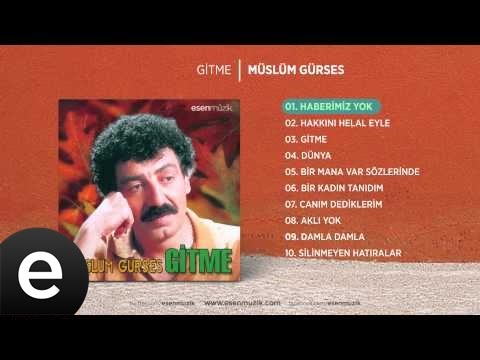 GİTME | MÜSLÜM GÜRSES
esenmüzik
MÜSLÜM GÜRSES GİTME
01. HABERİMİZ YOK
02. HAKKINI HELAL EYLE
03. GİTME
04. DÜNYA
05. BİR MANA VAR SÖZLERİNDE
06. BİR KADIN TANIDIM
07. CANIM DEDİKLERİM
08. AKLI YOK
09. DAMLA DAMLA
10. SİLİNMEYEN HATIRALAR
e
www.esenmuzik.com